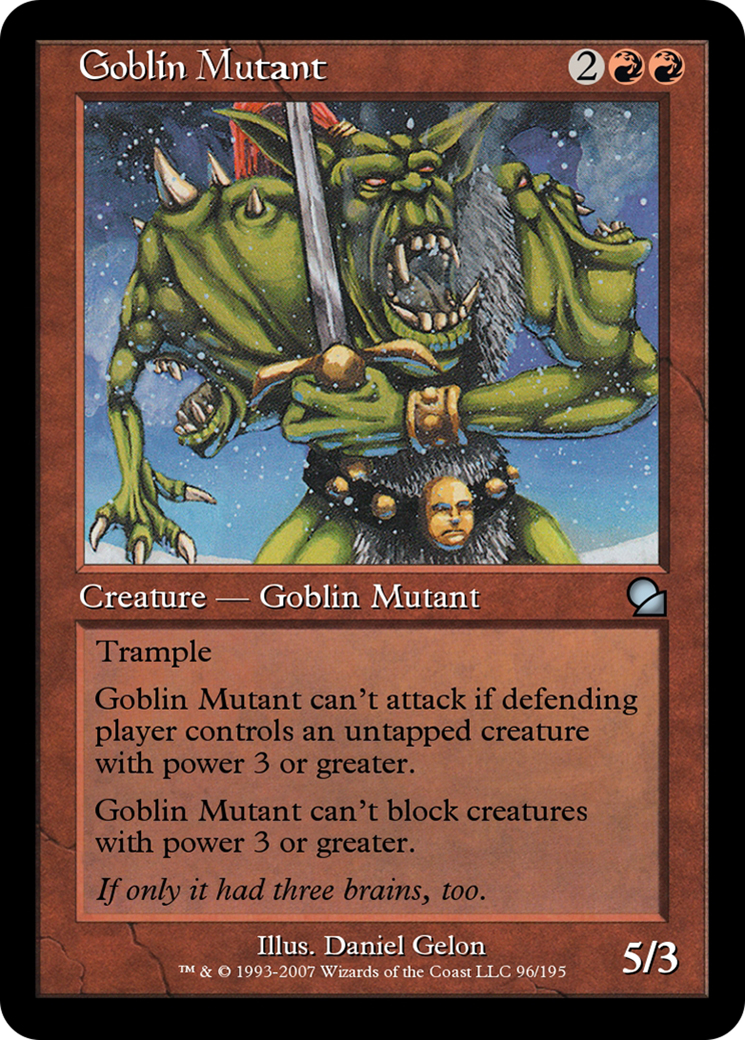 Goblin Mutant 2
Creature — Goblin Mutant
Trample
Goblin Mutant can't attack if defending
player controls an untapped creature
with power 3 or greater.
Goblin Mutant can't block creatures
with power 3 or greater.
If only it had three brains, too.
Illus. Daniel Gelon
™ & © 1993-2007 Wizards of the Coast LLC 96/195
5/3